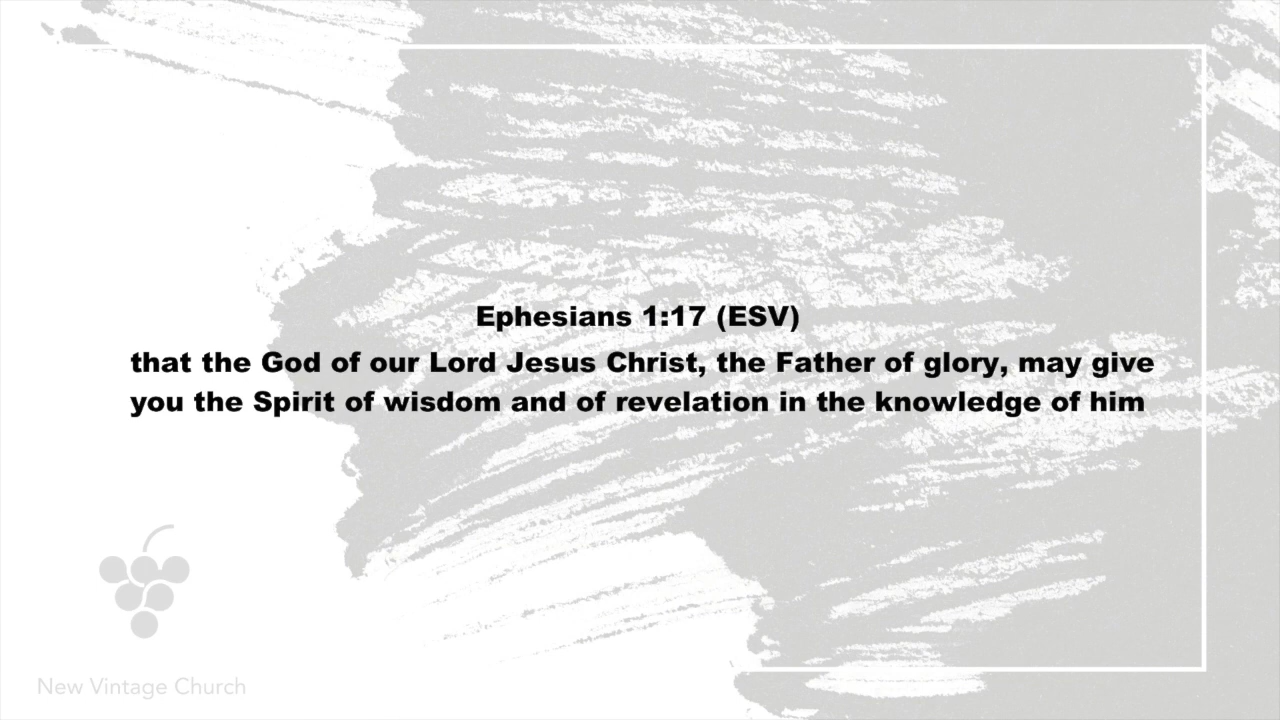 Ephesians 1:17 (ESV)
that the God of our Lord Jesus Christ, the Father of glory, may give
you the Spirit of wisdom and of revelation in the knowledge of him
New Vintage Church